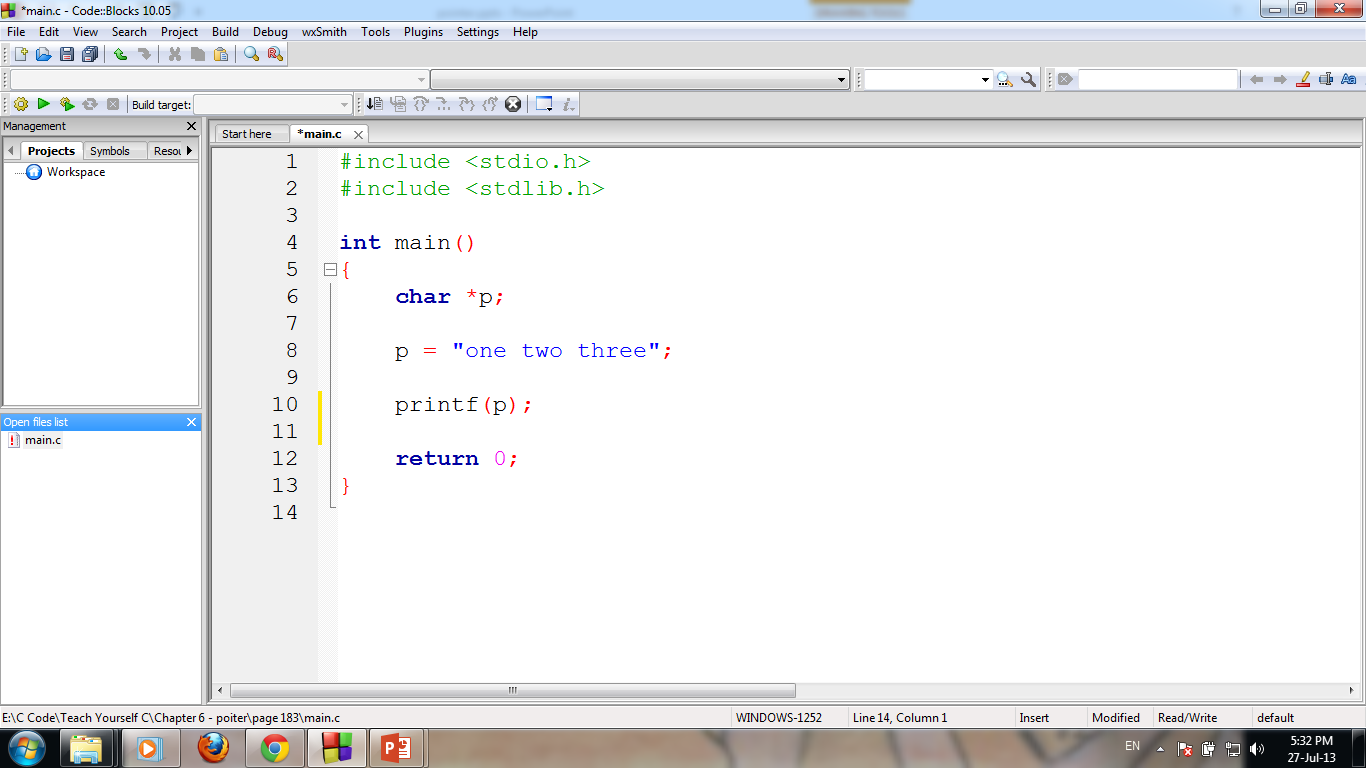 *main.c - Code::Blocks 10.05
File Edit View Search Project Build Debug wxSmith Tools Plugins Settings Help
Build target:
Management
Projects Symbols Resou
Workspace
Open files list
main.c
Start here *main.c
1 #include <stdio.h>
2 #include <stdlib.h>
3
4 int main()
5 {
6 char *p;
7
8 p = "one two three";
9
10 printf(p);
11
12 return 0;
13 }
14
E:\C Code\Teach Yourself C\Chapter 6 - poiter\page 183\main.c WINDOWS-1252 Line 14, Column 1 Insert Modified Read/Write default
EN 5:32 PM
27-Jul-13